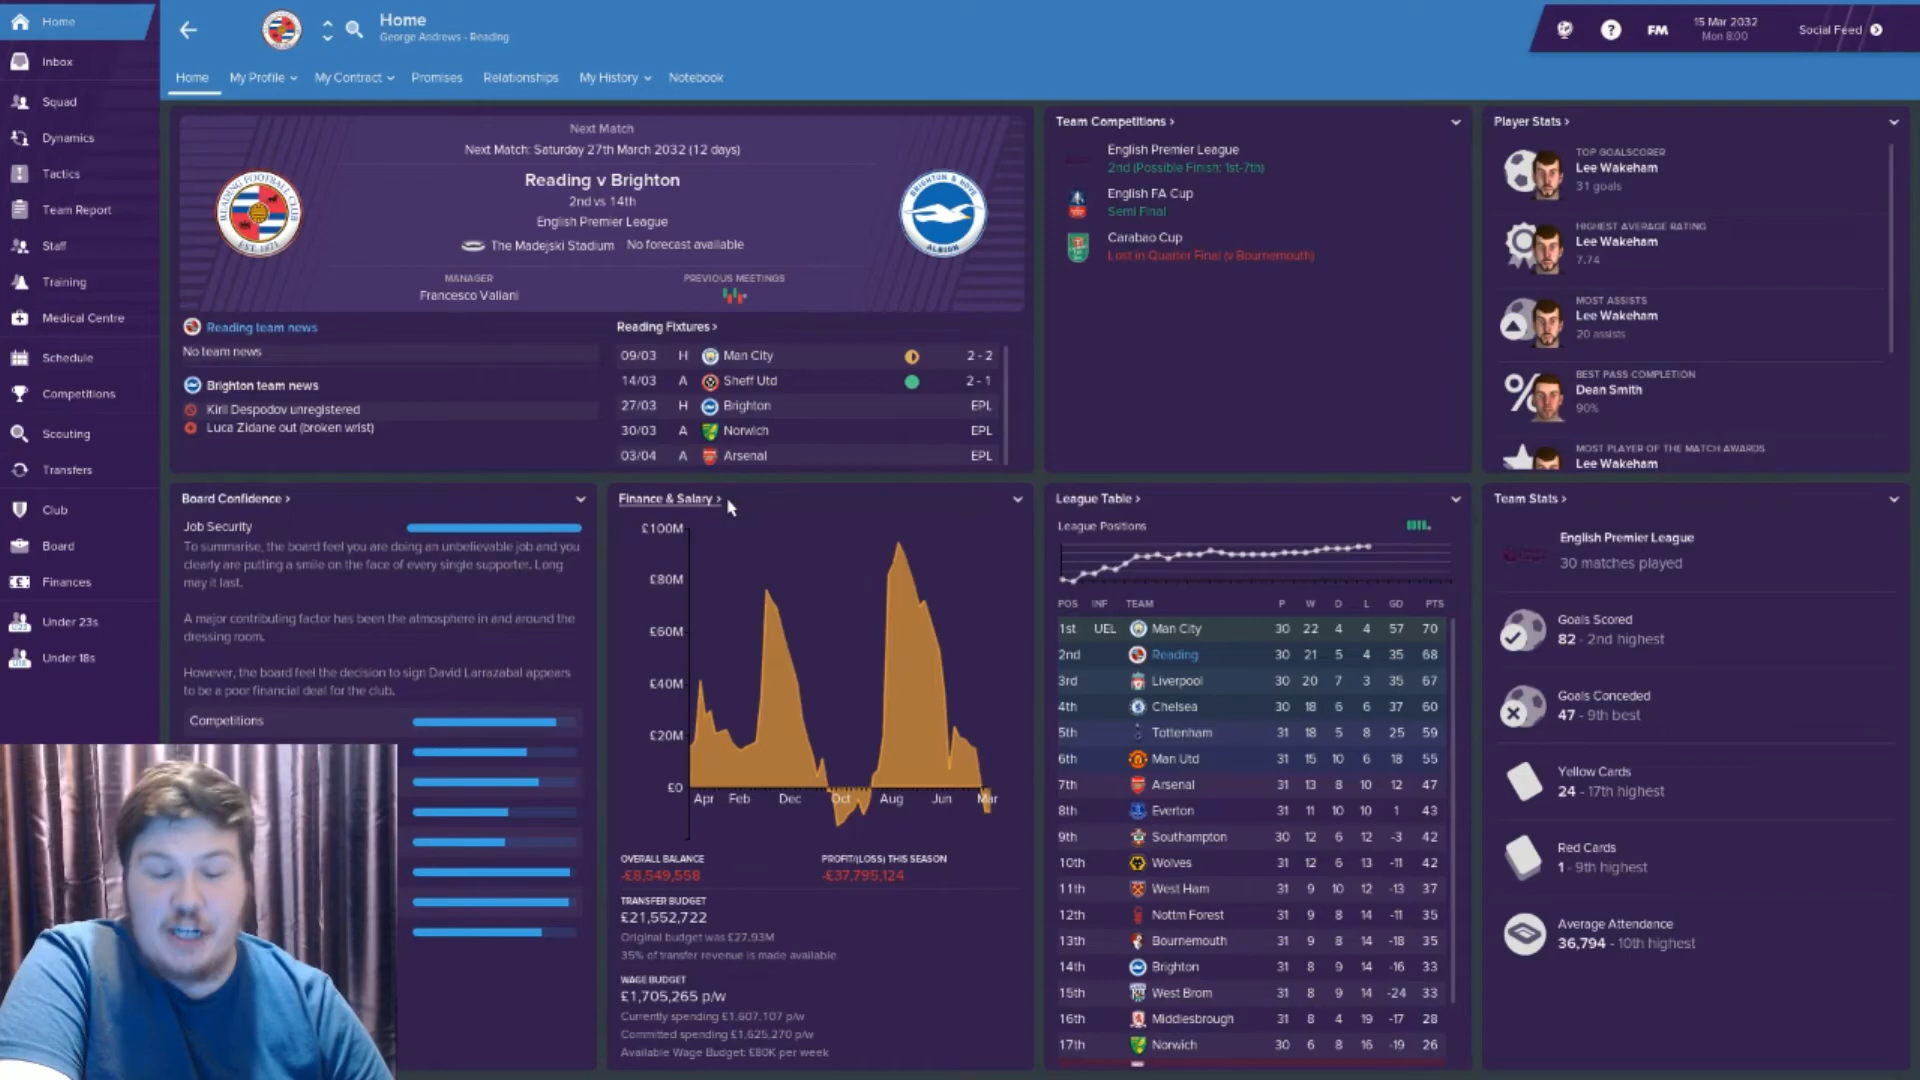 Home
Inbox
Squad
Dynamics
Tactics
Team Report
Staff
Training
Medical Centre
Schedule
Competitions
Scouting
Transfers
Club
Board
Finances
Under 23s
Under 18s
Home
George Andrews - Reading
FM
15 Mar 2032
Mon 8:00
Social Feed
Home
My Profile
My Contract
Promises
Relationships
My History
Notebook
Next Match
Next Match: Saturday 27th March 2032 (12 days)
Reading v Brighton
2nd vs 14th
English Premier League
The Madejski Stadium No forecast available
MANAGER
Francesco Valiani
PREVIOUS MEETINGS
READING FOOTBALL CLUB
EST. 1871
BRIGHTON & HOVE
ALBION
Reading team news
No team news
Brighton team news
Kiril Despodov unregistered
Luca Zidane out (broken wrist)
Reading Fixtures >
09/03 H Man City 2 - 2
14/03 A Sheff Utd 2 - 1
27/03 H Brighton EPL
30/03 A Norwich EPL
03/04 A Arsenal EPL
Team Competitions >
English Premier League
2nd (Possible Finish: 1st-7th)
English FA Cup
Semi Final
Carabao Cup
Lost in Quarter Final (v Bournemouth)
Player Stats >
TOP GOALSCORER
Lee Wakeham
31 goals
HIGHEST AVERAGE RATING
Lee Wakeham
7.74
MOST ASSISTS
Lee Wakeham
20 assists
BEST PASS COMPLETION
Dean Smith
90%
MOST PLAYER OF THE MATCH AWARDS
Lee Wakeham
Board Confidence >
Job Security
To summarise, the board feel you are doing an unbelievable job and you
clearly are putting a smile on the face of every single supporter. Long
may it last.
A major contributing factor has been the atmosphere in and around the
dressing room.
However, the board feel the decision to sign David Larrazabal appears
to be a poor financial deal for the club.
Competitions
Finance & Salary >
£100M
£80M
£60M
£40M
£20M
£0
Apr Feb Dec Oct Aug Jun Mar
OVERALL BALANCE
-£8,549,558
PROFIT/(LOSS) THIS SEASON
-£37,795,124
TRANSFER BUDGET
£21,552,722
Original budget was £27.93M
35% of transfer revenue is made available
WAGE BUDGET
£1,705,265 p/w
Currently spending £1,607,107 p/w
Committed spending £1,625,270 p/w
Available Wage Budget: £80K per week
League Table >
League Positions
POS INF TEAM P W D L GD PTS
1st UEL Man City 30 22 4 4 57 70
2nd Reading 30 21 5 4 35 68
3rd Liverpool 30 20 7 3 35 67
4th Chelsea 30 18 6 6 37 60
5th Tottenham 31 18 5 8 25 59
6th Man Utd 31 15 10 6 18 55
7th Arsenal 31 13 8 10 12 47
8th Everton 31 11 10 10 1 43
9th Southampton 30 12 6 12 -3 42
10th Wolves 31 12 6 13 -11 42
11th West Ham 31 9 10 12 -13 37
12th Nottm Forest 31 9 8 14 -11 35
13th Bournemouth 31 9 8 14 -18 35
14th Brighton 31 8 9 14 -16 33
15th West Brom 31 8 9 14 -24 33
16th Middlesbrough 31 8 4 19 -17 28
17th Norwich 30 6 8 16 -19 26
Team Stats >
English Premier League
30 matches played
Goals Scored
82 - 2nd highest
Goals Conceded
47 - 9th best
Yellow Cards
24 - 17th highest
Red Cards
1 - 9th highest
Average Attendance
36,794 - 10th highest